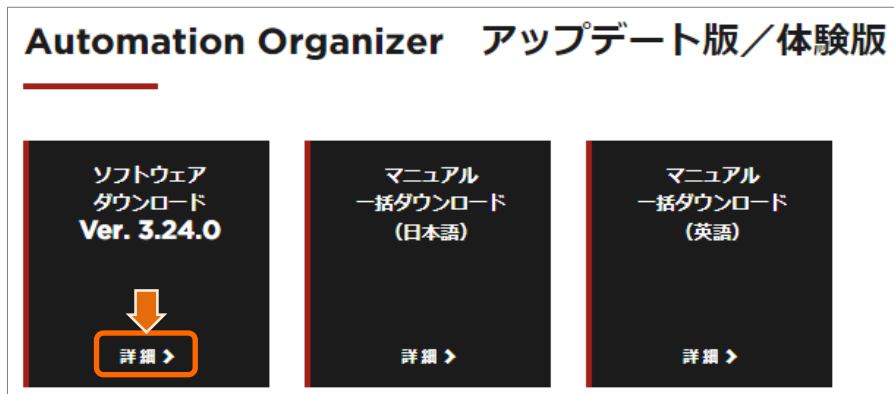 Automation Organizer アップデート版／体験版
ソフトウェア
ダウンロード
Ver. 3.24.0
詳細
マニュアル
一括ダウンロード
（日本語）
詳細
マニュアル
一括ダウンロード
（英語）
詳細